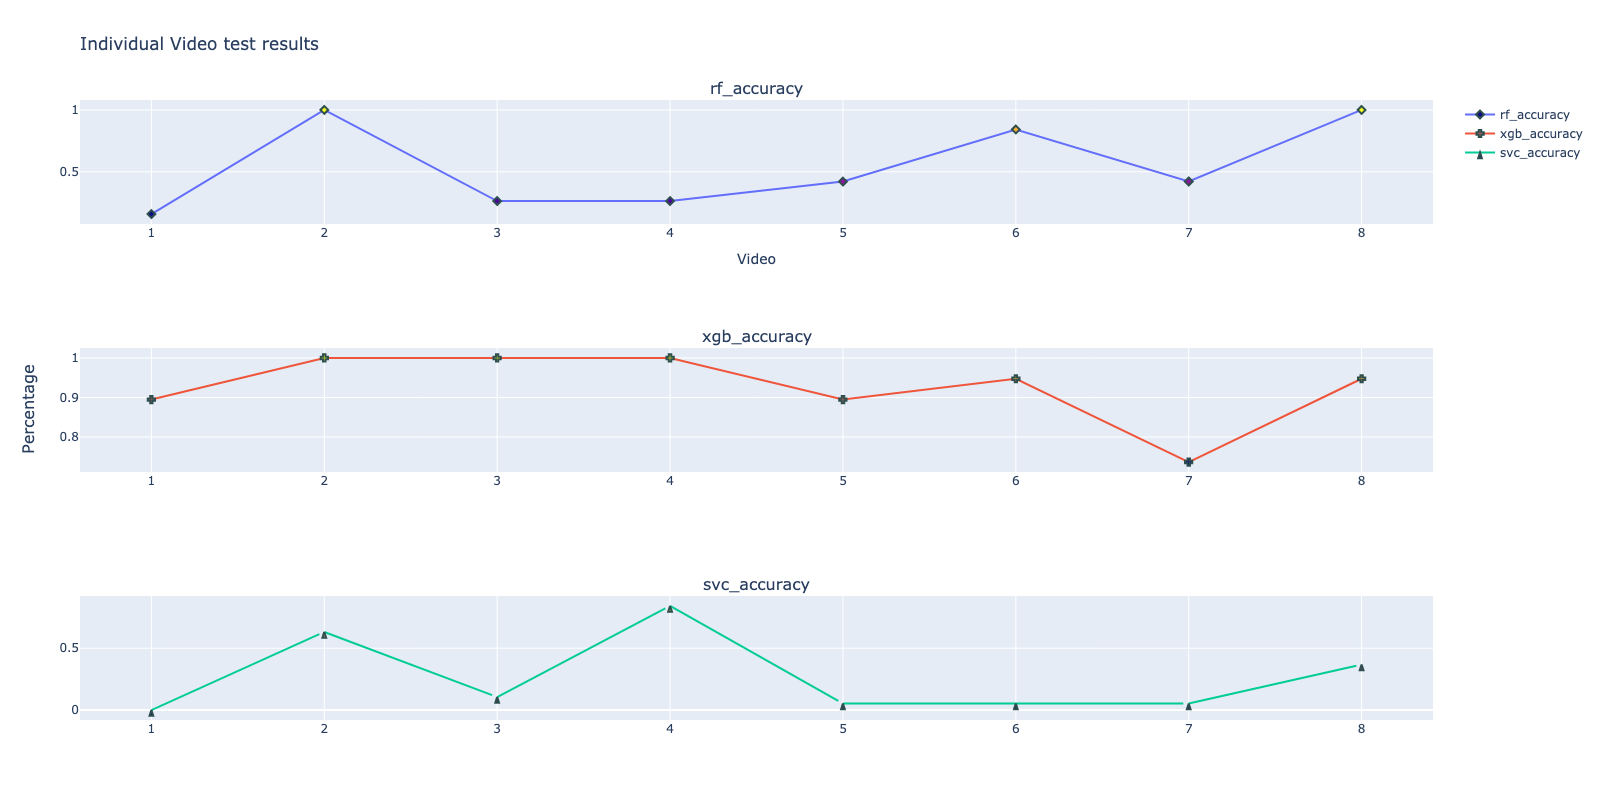 Individual Video test results
rf_accuracy
1
0.5
1 2 3 4 5 6 7 8
Video
rf_accuracy
xgb_accuracy
svc_accuracy
xgb_accuracy
Percentage
1
0.9
0.8
1 2 3 4 5 6 7 8
svc_accuracy
0.5
0
1 2 3 4 5 6 7 8